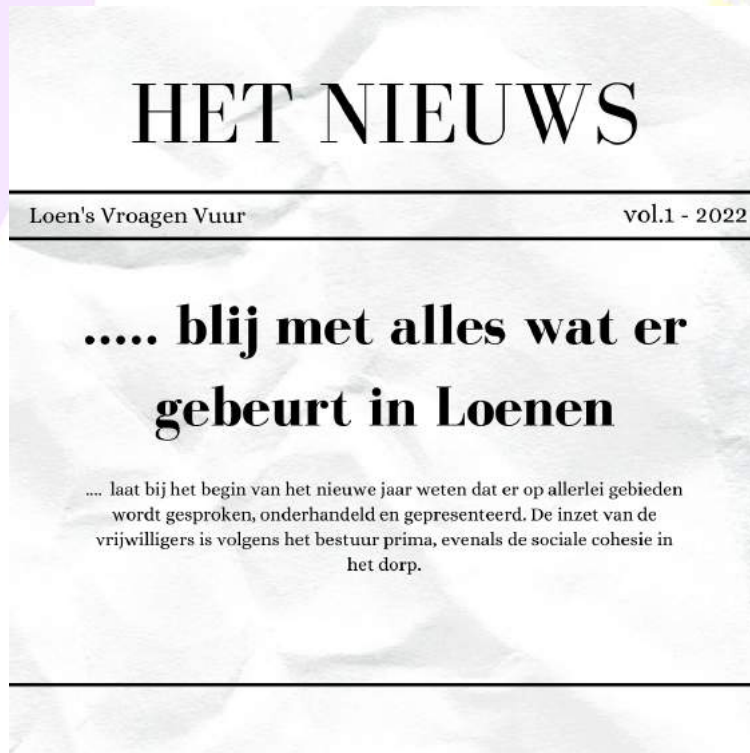 HET NIEUWS
Loen's Vroagen Vuur
vol.1 - 2022
..... blij met alles wat er
gebeurt in Loenen
.... laat bij het begin van het nieuwe jaar weten dat er op allerlei gebieden
wordt gesproken, onderhandeld en gepresenteerd. De inzet van de
vrijwilligers is volgens het bestuur prima, evenals de sociale cohesie in
het dorp.